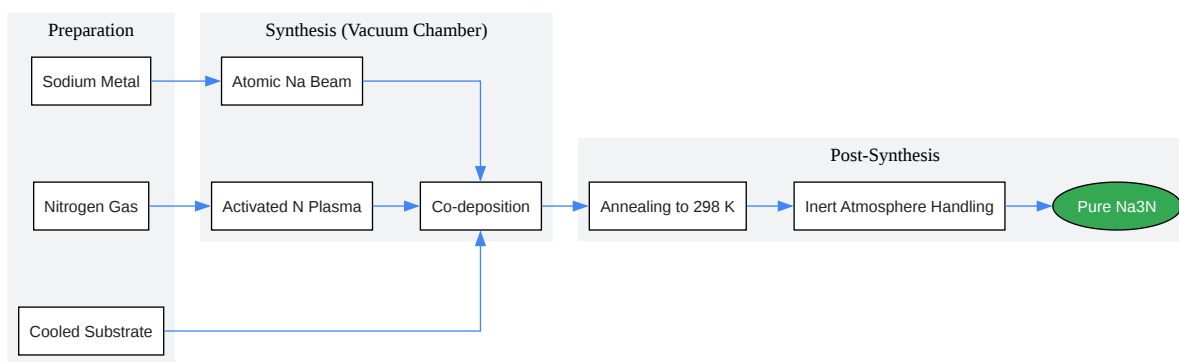 Preparation
Synthesis (Vacuum Chamber)
Sodium Metal
Atomic Na Beam
Post-Synthesis
Nitrogen Gas
Activated N Plasma
Co-deposition
Annealing to 298 K
Inert Atmosphere Handling
Pure Na3N
Cooled Substrate